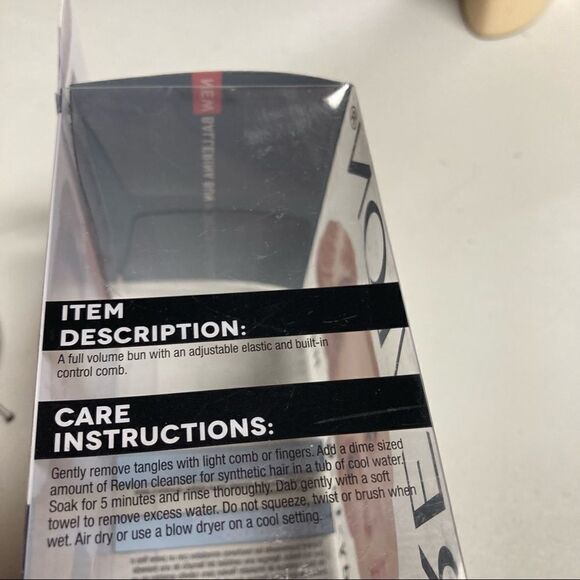 NEW BALLERINA BUN
ITEM
DESCRIPTION:
A full volume bun with an adjustable elastic and built-in
control comb.
CARE
INSTRUCTIONS:
Gently remove tangles with light comb or fingers. Add a dime sized
amount of Revlon cleanser for synthetic hair in a tub of cool water.
Soak for 5 minutes and rinse thoroughly. Dab gently with a soft
towel to remove excess water. Do not squeeze, twist or brush when
wet. Air dry or use a blow dryer on a cool setting.